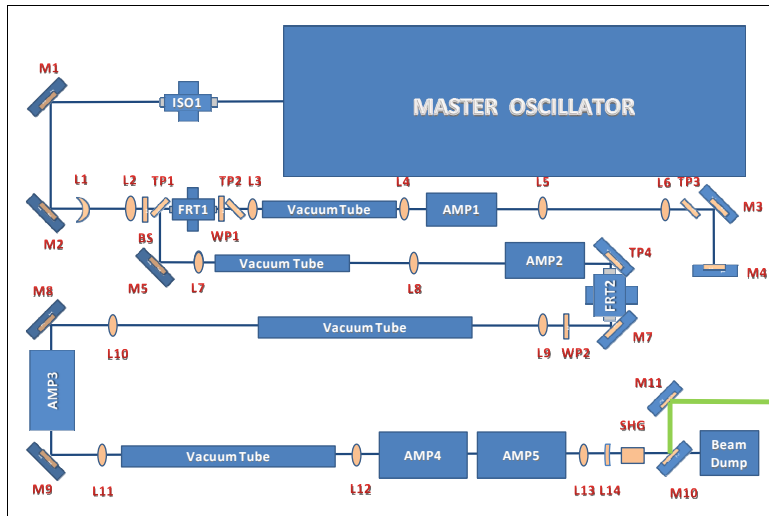 M1
ISO1
MASTER OSCILLATOR
L1
L2
TP1
TP2
L3
L4
L5
L6
TP3
M3
FRT1
Vacuum Tube
AMP1
M2
BS
WP1
M4
M5
L7
Vacuum Tube
L8
AMP2
TP4
FRT2
M8
L10
Vacuum Tube
L9
WP2
M7
AMP3
M11
SHG
M9
L11
Vacuum Tube
L12
AMP4
AMP5
L13
L14
M10
Beam
Dump